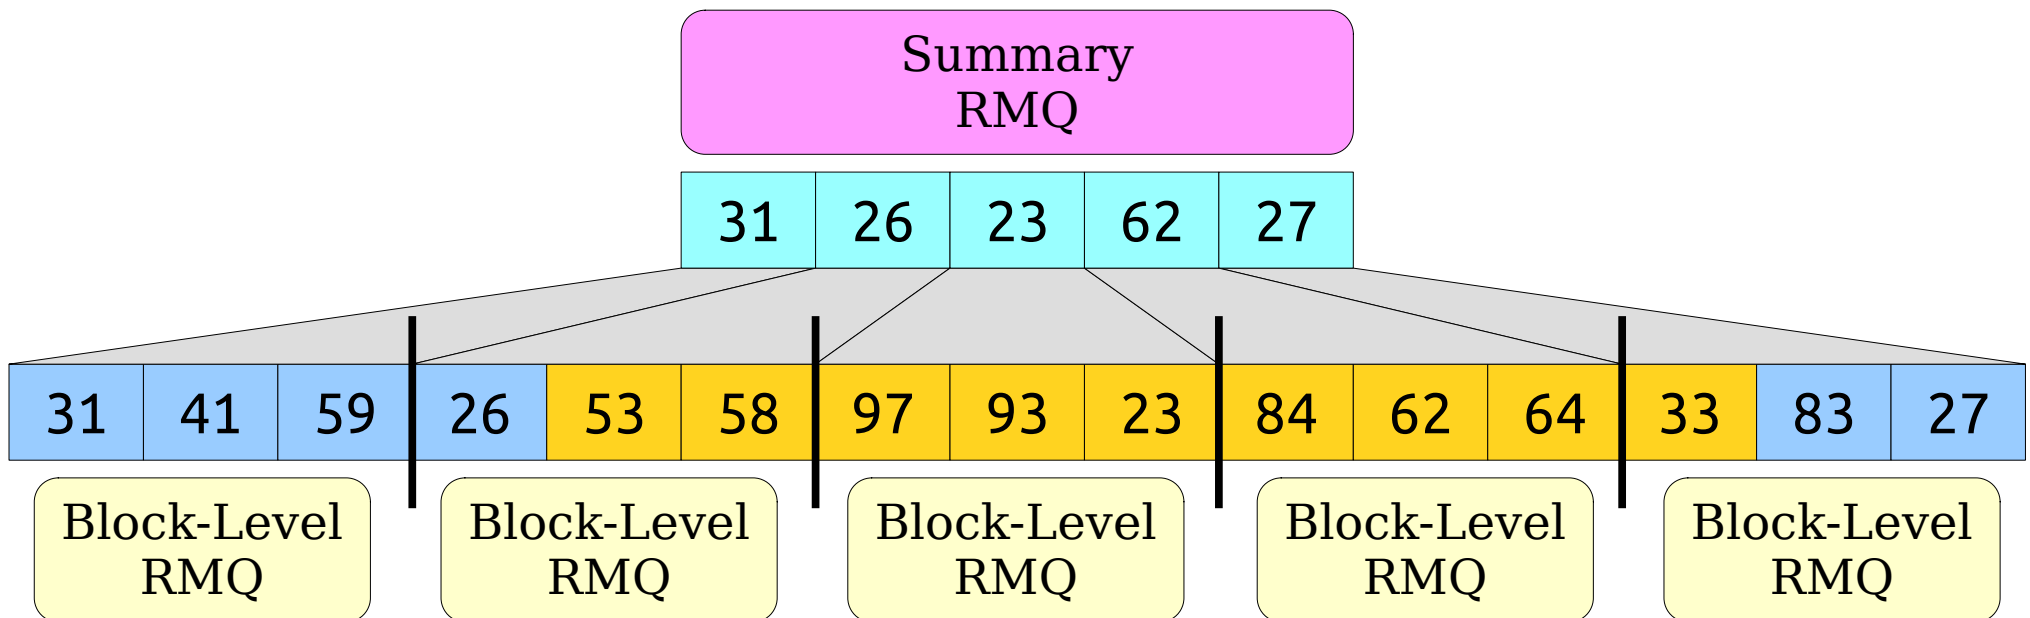 Summary
RMQ
31 26 23 62 27
31 41 59 26 53 58 97 93 23 84 62 64 33 83 27
Block-Level Block-Level Block-Level Block-Level Block-Level
RMQ RMQ RMQ RMQ RMQ